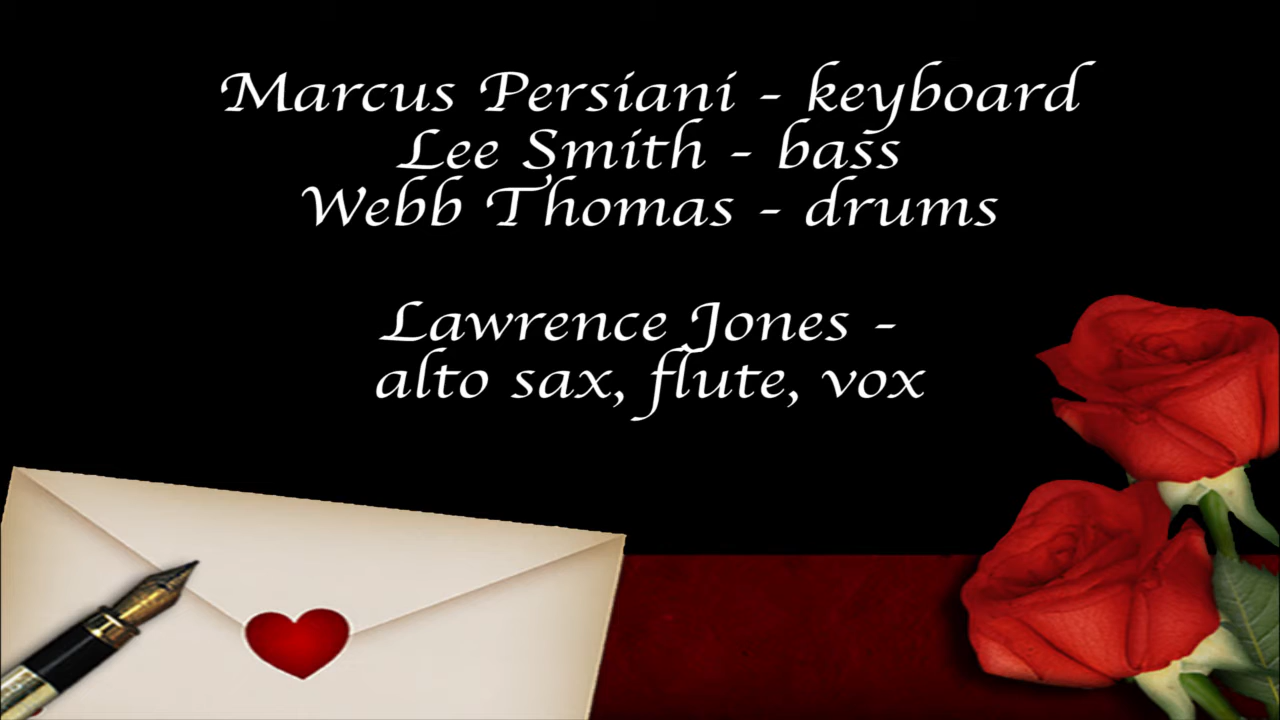 Marcus Persiani - keyboard
Lee Smith - bass
Webb Thomas - drums
Lawrence Jones -
alto sax, flute, vox